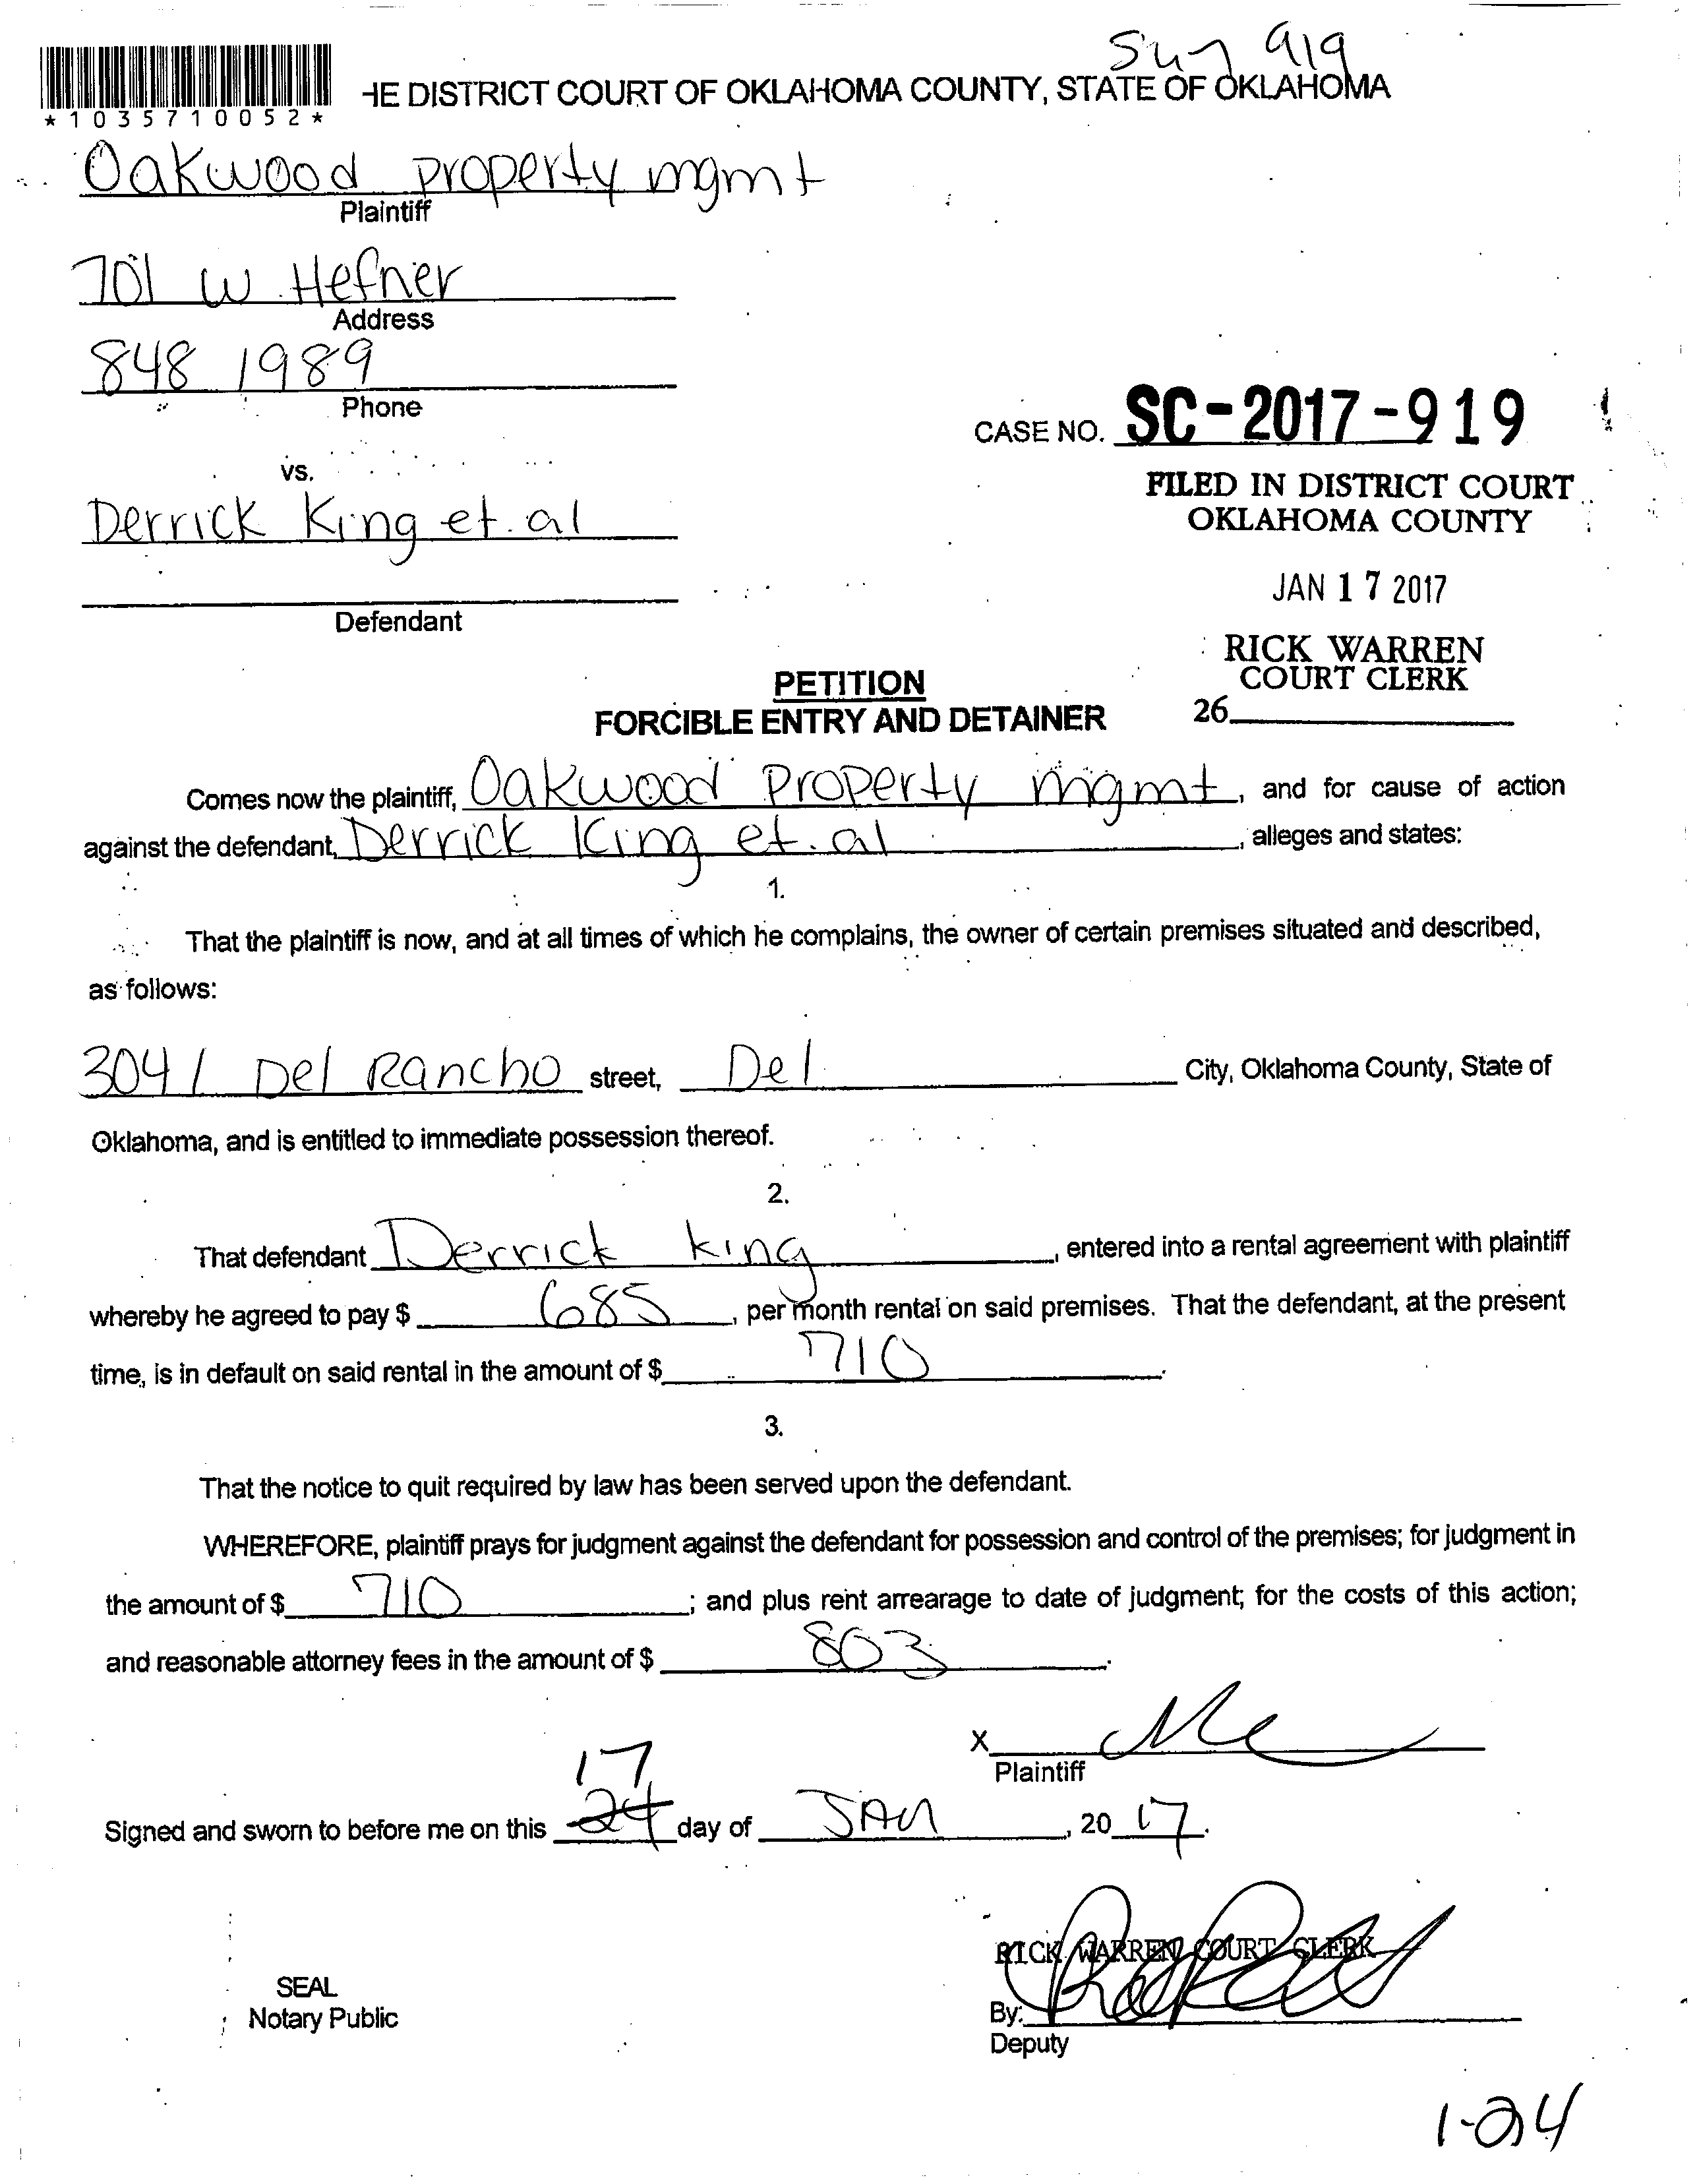 919
HE DISTRICT COURT OF OKLAHOMA COUNTY, STATE OF OKLAHOMA
*1035710052*
Oakwood property mgmt
Plaintiff
701 W Hefner
Address
848 1989
Phone
CASE NO. SC-2017-919
vs.
FILED IN DISTRICT COURT
OKLAHOMA COUNTY
Derrick King et. al
JAN 17 2017
Defendant
RICK WARREN
COURT CLERK
26
PETITION
FORCIBLE ENTRY AND DETAINER
Comes now the plaintiff, Oakwood Property mgmt, and for cause of action
against the defendant, Derrick King et. al, alleges and states:
1.
That the plaintiff is now, and at all times of which he complains, the owner of certain premises situated and described,
as follows:
3041 Del Rancho street, Del City, Oklahoma County, State of
Oklahoma, and is entitled to immediate possession thereof.
2.
That defendant Derrick King, entered into a rental agreement with plaintiff
whereby he agreed to pay $ 685, per month rental on said premises. That the defendant, at the present
time, is in default on said rental in the amount of $ 710.
3.
That the notice to quit required by law has been served upon the defendant.
WHEREFORE, plaintiff prays for judgment against the defendant for possession and control of the premises; for judgment in
the amount of $ 710; and plus rent arrearage to date of judgment; for the costs of this action;
and reasonable attorney fees in the amount of $ 803.
X
Plaintiff
17
Signed and sworn to before me on this 24 day of JAN, 20 17.
RICK WARREN, COURT CLERK
SEAL
Notary Public
By:
Deputy
1-24